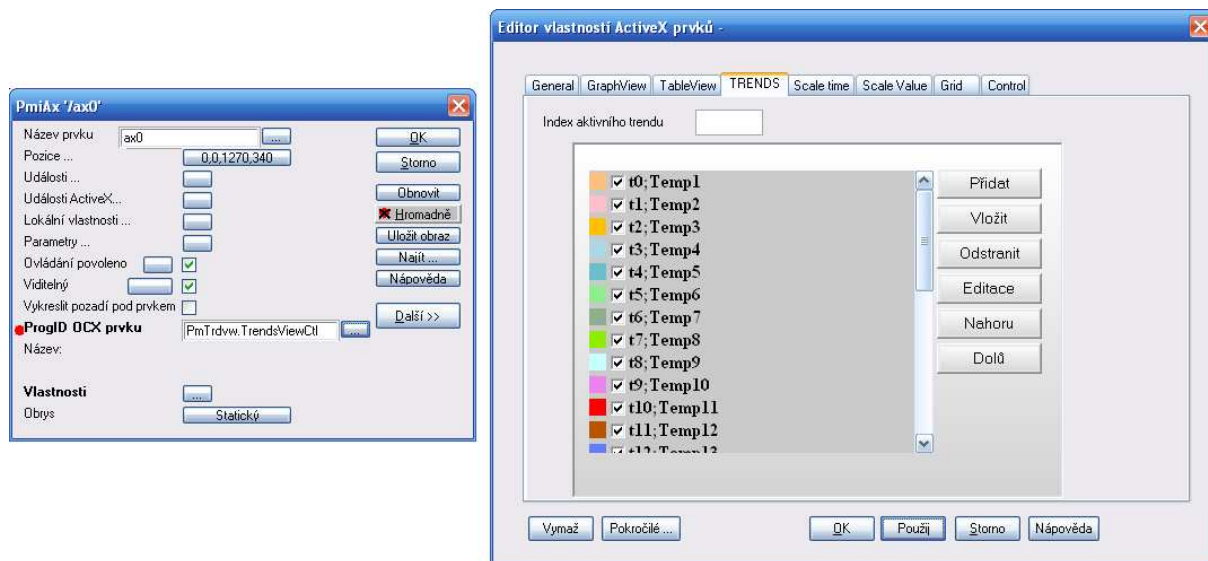 PmiAx '/ax0'
Název prvku ax0 ... OK
Pozice ... 0,0,1270,340 Storno
Události ...
Události ActiveX... Obnovit
Lokální vlastnosti ... Hromadně
Parametry ... Uložit obraz
Ovládání povoleno Najít ...
Viditelný Nápověda
Vykreslit pozadí pod prvkem
Další >>
ProgID OCX prvku PmTrdvw.TrendsViewCtl ...
Název:
Vlastnosti ...
Obrys Statický
Editor vlastností ActiveX prvků -
General GraphView TableView TRENDS Scale time Scale Value Grid Control
Index aktivního trendu
t0;Temp1 Přidat
t1;Temp2
t2;Temp3 Vložit
t3;Temp4 Odstranit
t4;Temp5
t5;Temp6 Editace
t6;Temp7
t7;Temp8 Nahoru
t8;Temp9 Dolů
t9;Temp10
t10;Temp11
t11;Temp12
t12;Temp13
Vymaž Pokročilé ... OK Použij Storno Nápověda